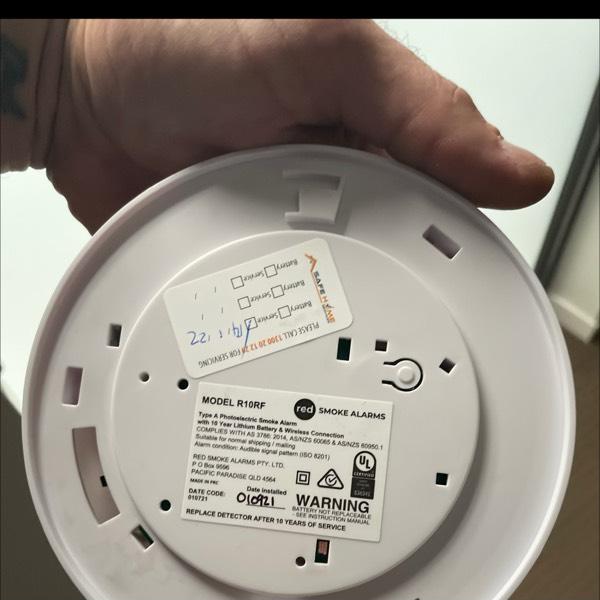 SAFE HOME
Battery Service / /
Battery Service / /
Battery Service
PLEASE CALL 1300 20 12 29 FOR SERVICING
MODEL R10RF
red SMOKE ALARMS
Type A Photoelectric Smoke Alarm
with 10 Year Lithium Battery & Wireless Connection
COMPLIES WITH AS 3786: 2014, AS/NZS 60065 & AS/NZS 60950.1
Suitable for normal shipping / mailing
Alarm condition: Audible signal pattern (ISO 8201)
RED SMOKE ALARMS PTY. LTD.
P O Box 9596
PACIFIC PARADISE QLD 4564
MADE IN PRC
DATE CODE:
010721
Date installed
010921
UL
CERTIFIED
WARNING
BATTERY NOT REPLACEABLE
- SEE INSTRUCTION MANUAL
REPLACE DETECTOR AFTER 10 YEARS OF SERVICE